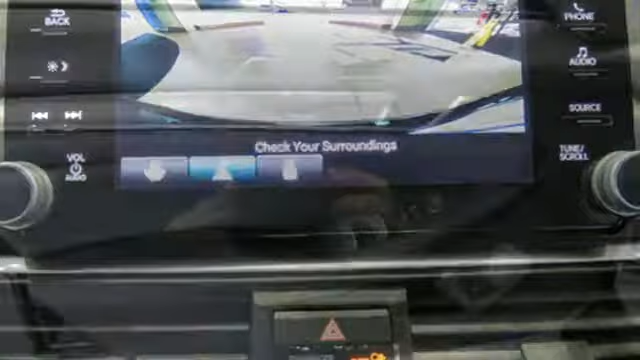 BACK
PHONE
AUDIO
SOURCE
Check Your Surroundings
VOL
AUDIO
TUNE/
SCROLL